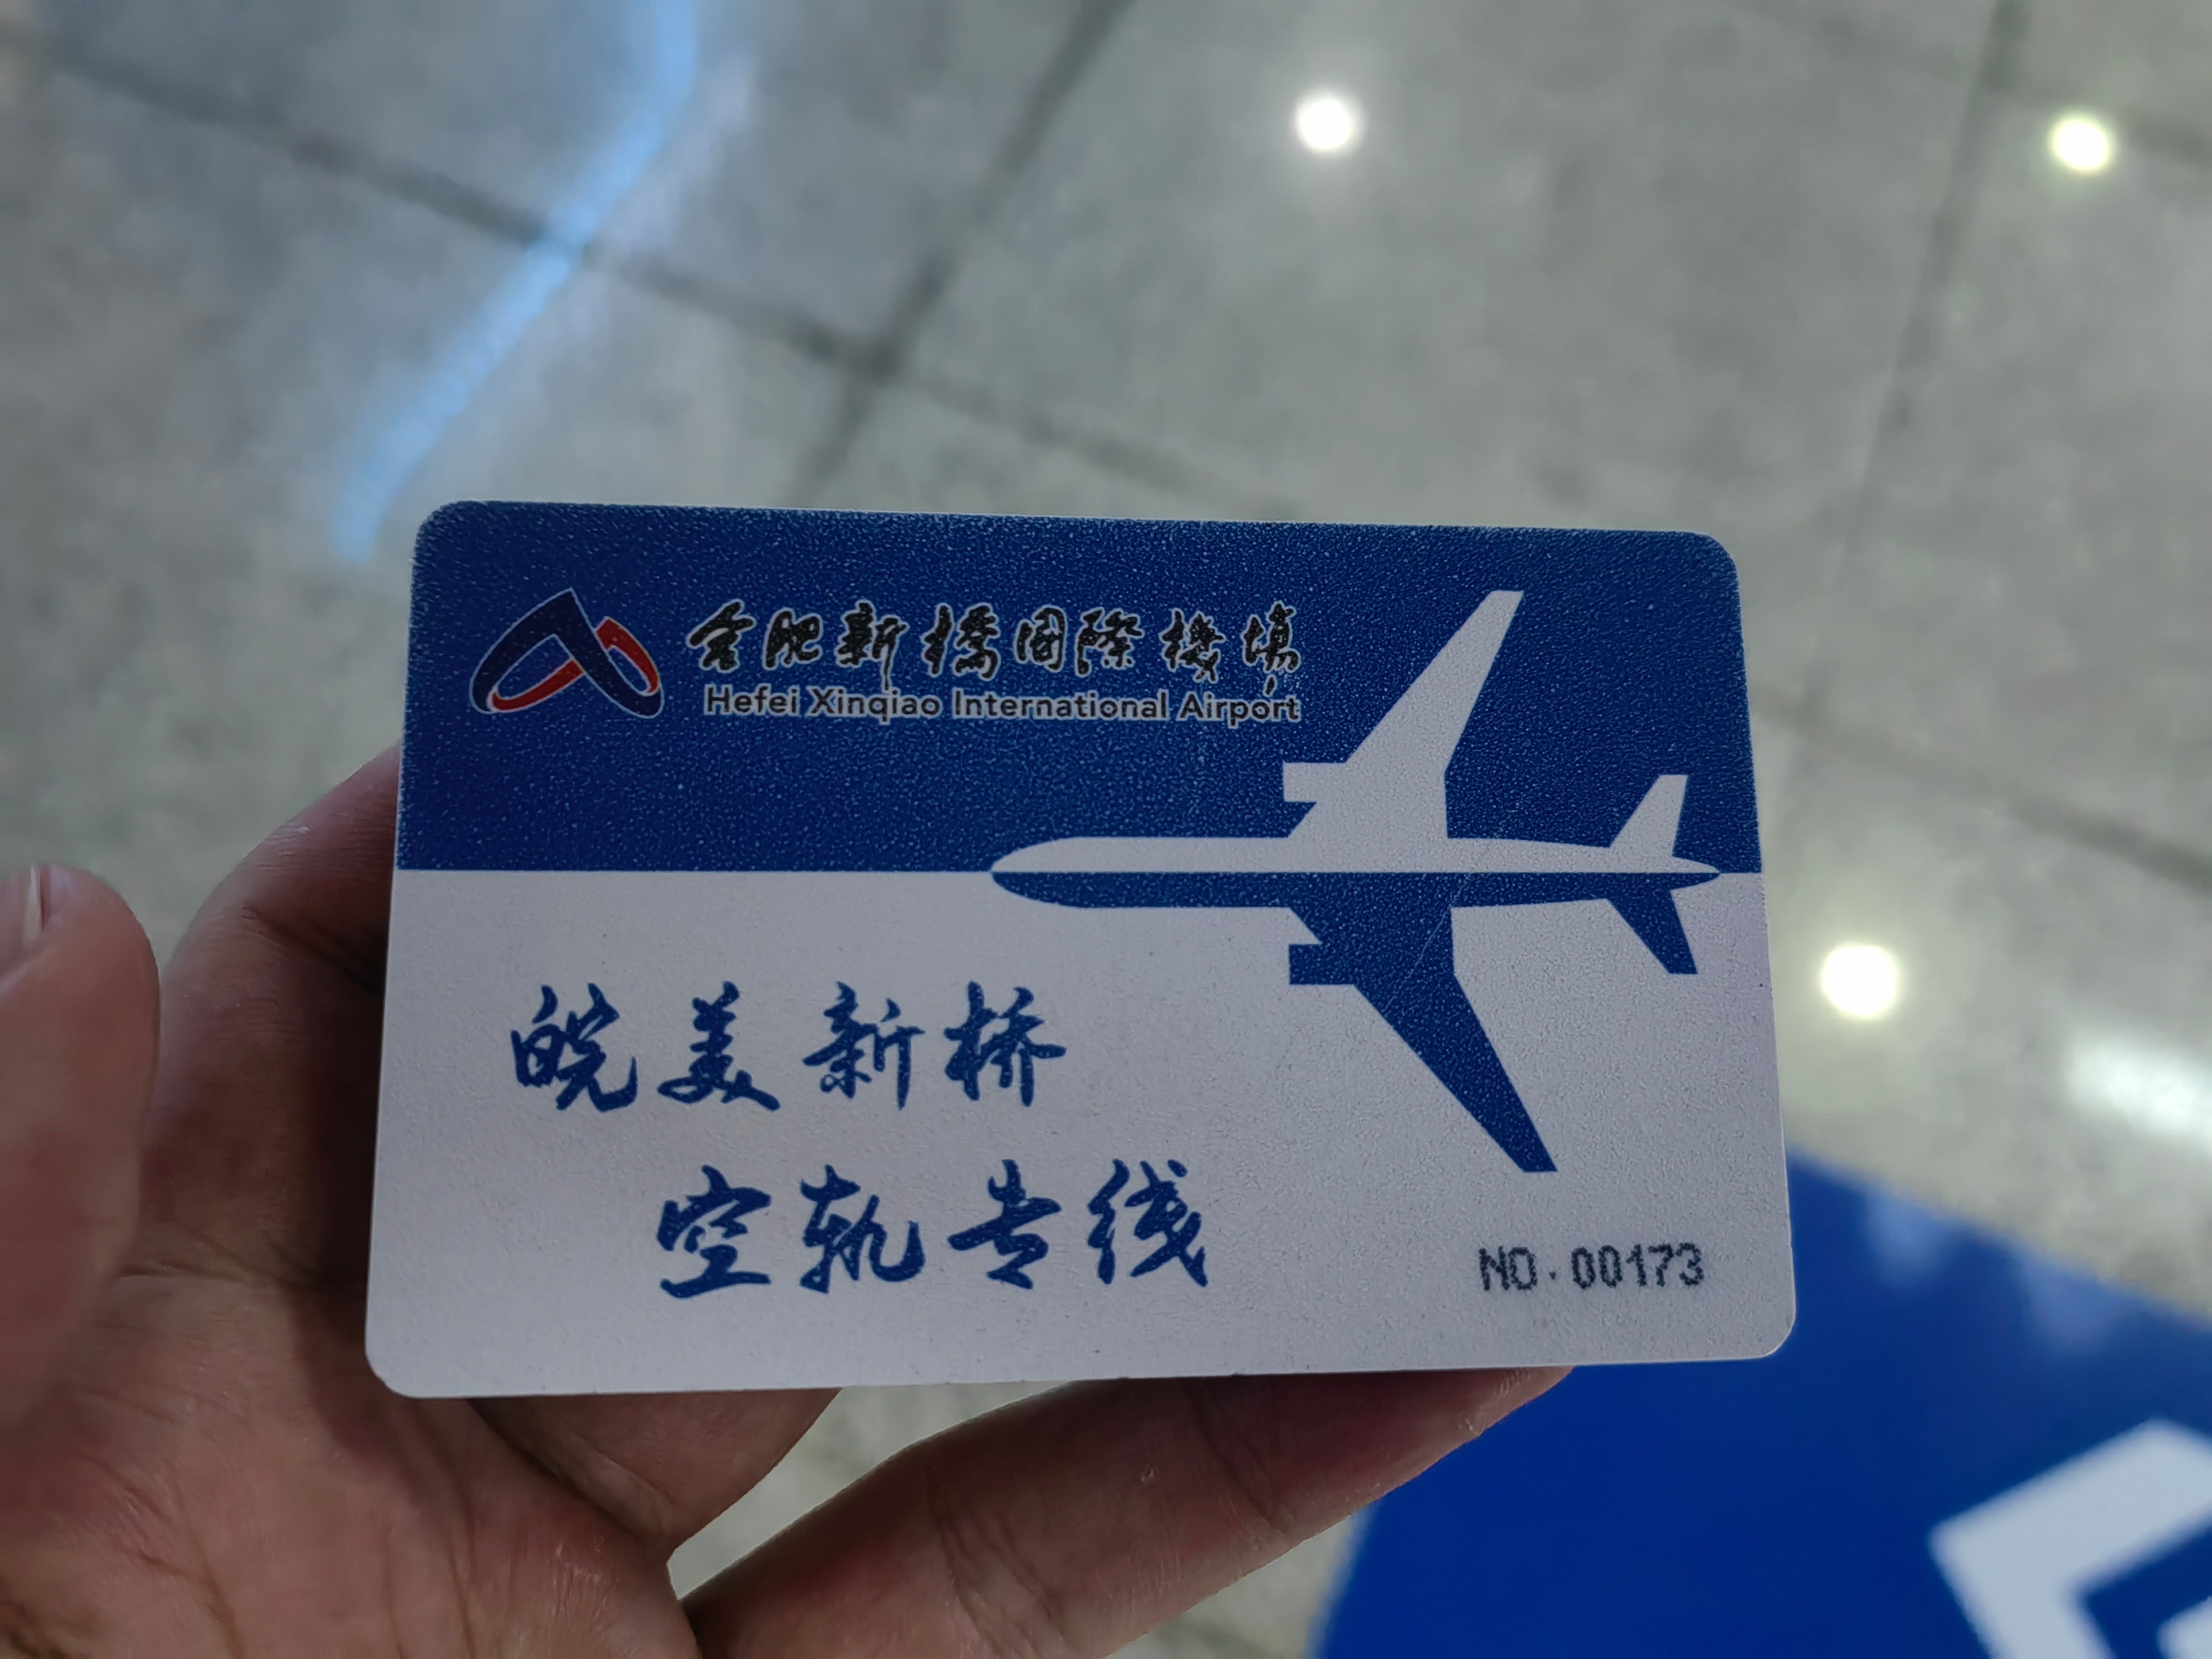 合肥新橋国際機場
Hefei Xinqiao International Airport
皖美新桥
空轨专线
NO.00173